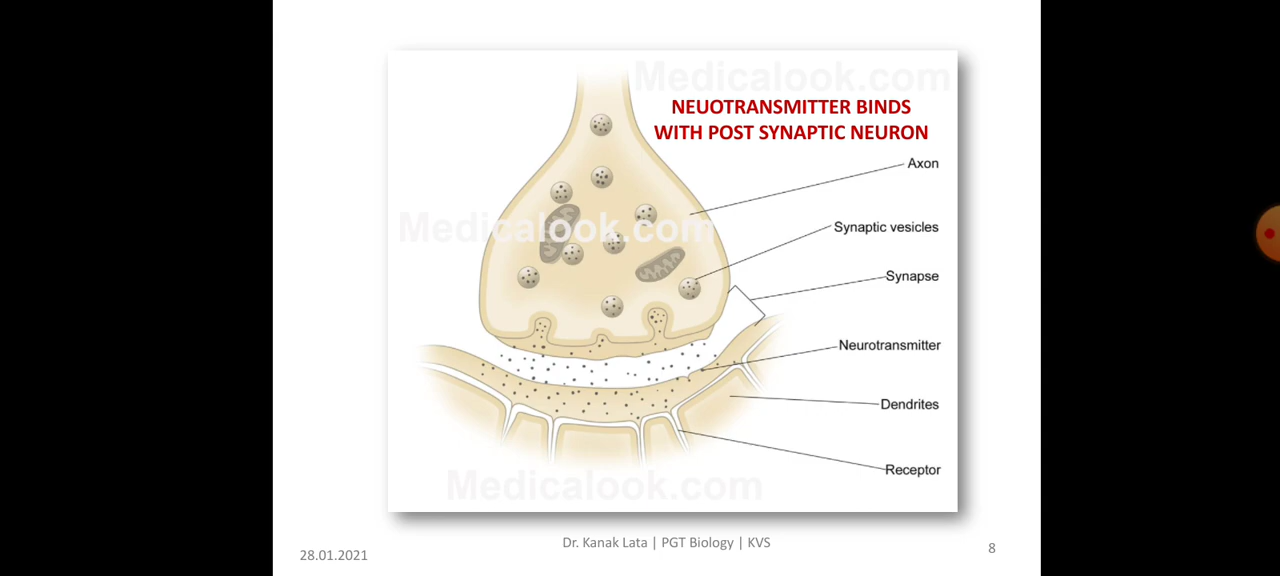 Medicalook.com
NEUOTRANSMITTER BINDS
WITH POST SYNAPTIC NEURON
Axon
Medicalook.com
Synaptic vesicles
Synapse
Neurotransmitter
Dendrites
Receptor
Medicalook.com
28.01.2021
Dr. Kanak Lata | PGT Biology | KVS
8